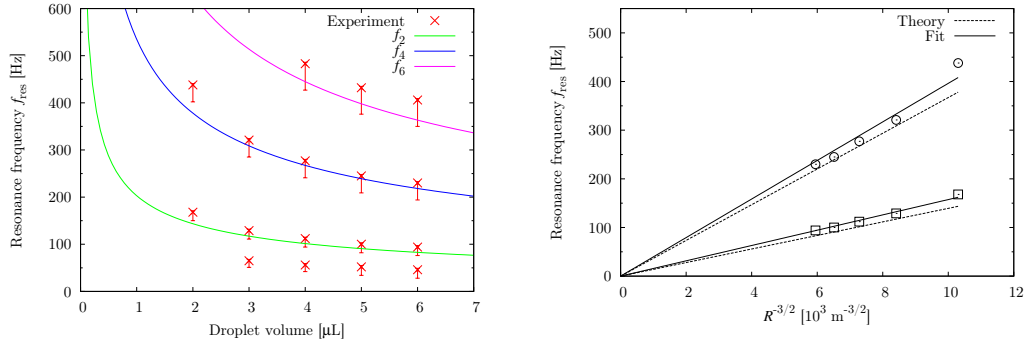 Resonance frequency f_res [Hz]
600
500
400
300
200
100
0
Experiment
f_2
f_4
f_6
0 1 2 3 4 5 6 7
Droplet volume [µL]
Resonance frequency f_res [Hz]
500
400
300
200
100
0
Theory
Fit
0 2 4 6 8 10 12
R^-3/2 [10^3 m^-3/2]